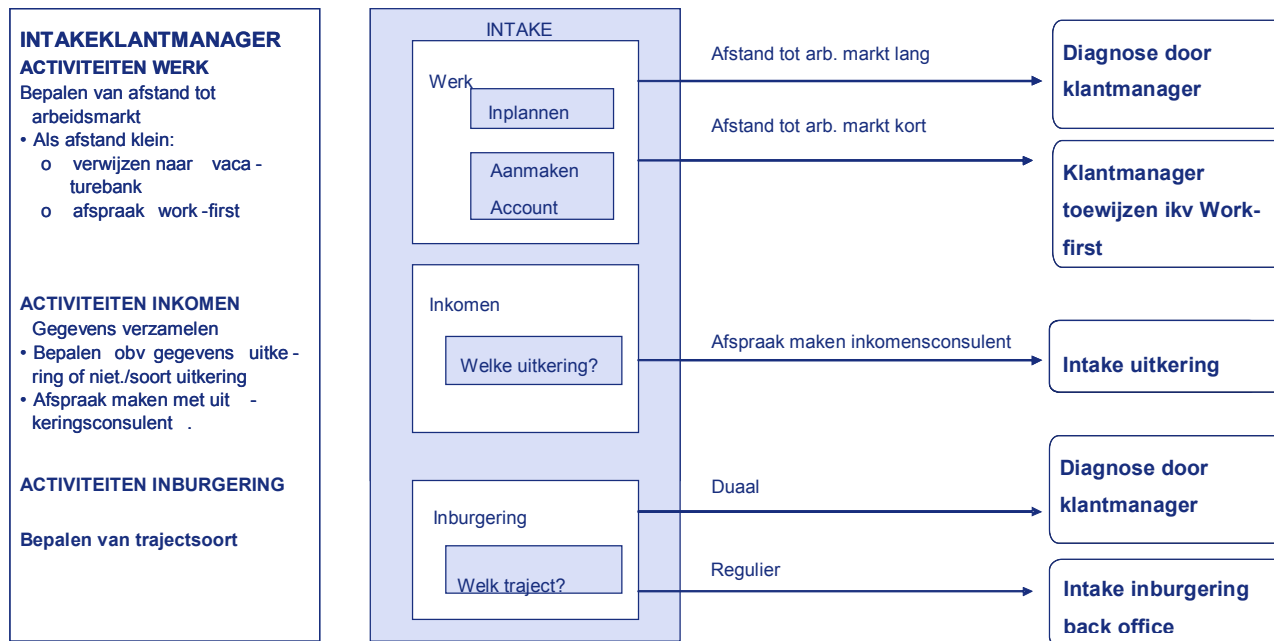 INTAKEKLANTMANAGER
ACTIVITEITEN WERK
Bepalen van afstand tot
arbeidsmarkt
• Als afstand klein:
o verwijzen naar vaca -
turebank
o afspraak work -first
ACTIVITEITEN INKOMEN
Gegevens verzamelen
• Bepalen obv gegevens uitke -
ring of niet./soort uitkering
• Afspraak maken met uit -
keringsconsulent .
ACTIVITEITEN INBURGERING
Bepalen van trajectsoort
INTAKE
Werk
Inplannen
Aanmaken
Account
Inkomen
Welke uitkering?
Inburgering
Welk traject?
Afstand tot arb. markt lang
Afstand tot arb. markt kort
Afspraak maken inkomensconsulent
Duaal
Regulier
Diagnose door
klantmanager
Klantmanager
toewijzen ikv Work-
first
Intake uitkering
Diagnose door
klantmanager
Intake inburgering
back office